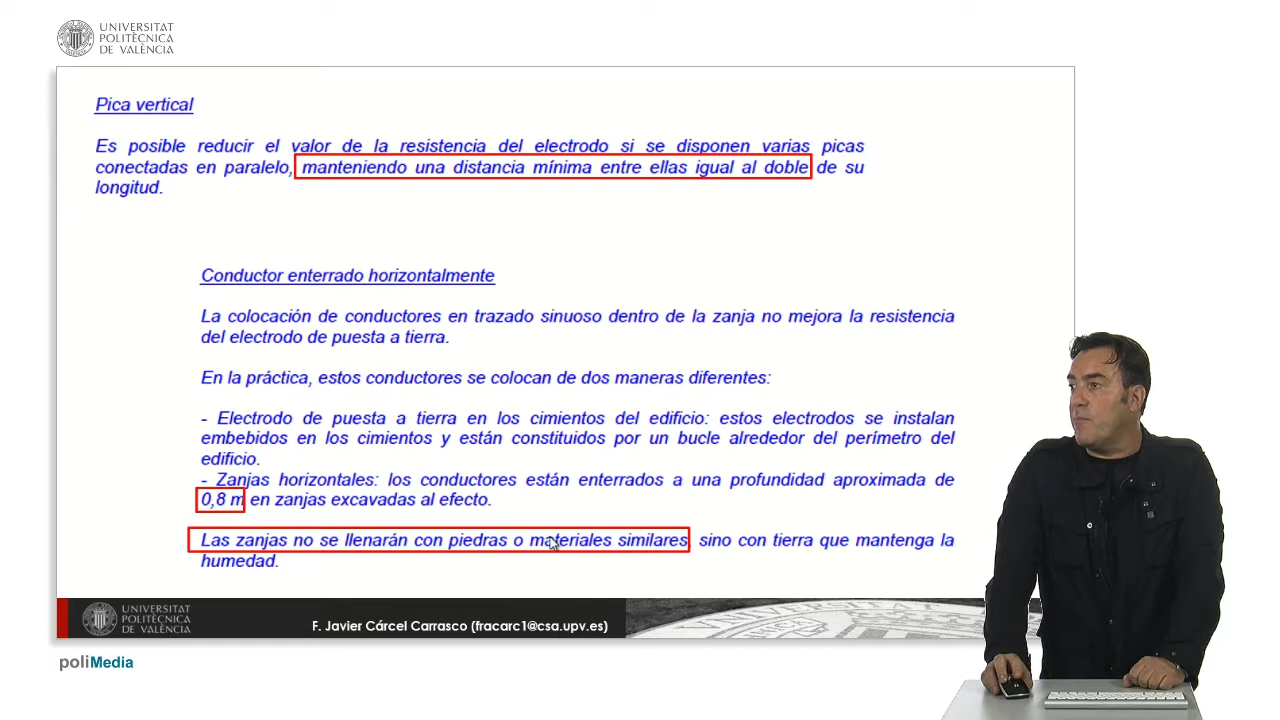 UNIVERSITAT
POLITÈCNICA
DE VALÈNCIA
Pica vertical
Es posible reducir el valor de la resistencia del electrodo si se disponen varias picas
conectadas en paralelo, manteniendo una distancia mínima entre ellas igual al doble de su
longitud.
Conductor enterrado horizontalmente
La colocación de conductores en trazado sinuoso dentro de la zanja no mejora la resistencia
del electrodo de puesta a tierra.
En la práctica, estos conductores se colocan de dos maneras diferentes:
- Electrodo de puesta a tierra en los cimientos del edificio: estos electrodos se instalan
embebidos en los cimientos y están constituidos por un bucle alrededor del perímetro del
edificio.
- Zanjas horizontales: los conductores están enterrados a una profundidad aproximada de
0,8 m en zanjas excavadas al efecto.
Las zanjas no se llenarán con piedras o materiales similares, sino con tierra que mantenga la
humedad.
UNIVERSITAT
POLITÈCNICA
DE VALÈNCIA
F. Javier Cárcel Carrasco (fracarc1@csa.upv.es)
poliMedia